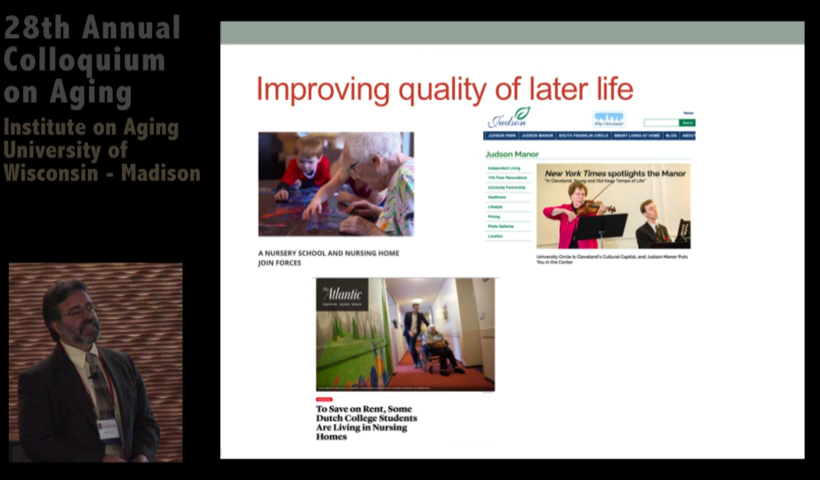 28th Annual
Colloquium
on Aging
Institute on Aging
University of
Wisconsin - Madison
Improving quality of later life
Judson
Home
Search
JUDSON PARK JUDSON MANOR SOUTH FRANKLIN CIRCLE SMART LIVING AT HOME BLOG ABOUT
Judson Manor
Independent Living
11th Floor Renovations
University Partnership
Healthcare
Lifestyle
Pricing
Photo Galleries
Location
New York Times spotlights the Manor
"In Cleveland, Young and Old Keep Tempo of Life"
University Circle is Cleveland's Cultural Capital, and Judson Manor Puts
You in the Center
A NURSERY SCHOOL AND NURSING HOME
JOIN FORCES
The Atlantic
To Save on Rent, Some
Dutch College Students
Are Living in Nursing
Homes